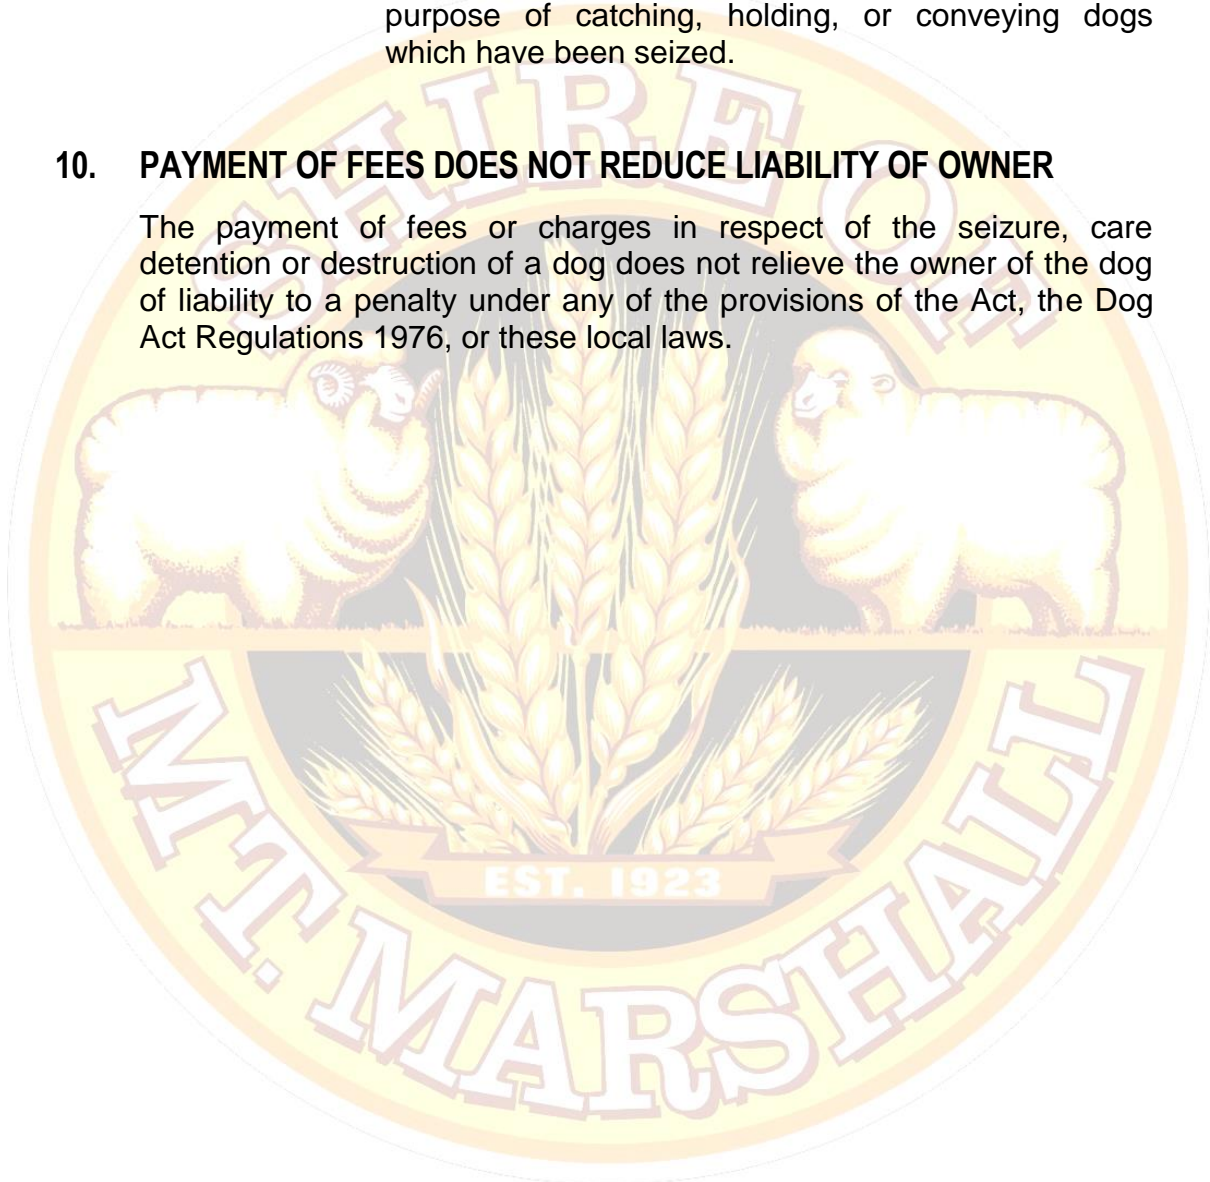 purpose of catching, holding, or conveying dogs
which have been seized.
10. PAYMENT OF FEES DOES NOT REDUCE LIABILITY OF OWNER
The payment of fees or charges in respect of the seizure, care
detention or destruction of a dog does not relieve the owner of the dog
of liability to a penalty under any of the provisions of the Act, the Dog
Act Regulations 1976, or these local laws.
SHIRE OF
EST. 1923
MT. MARSHALL